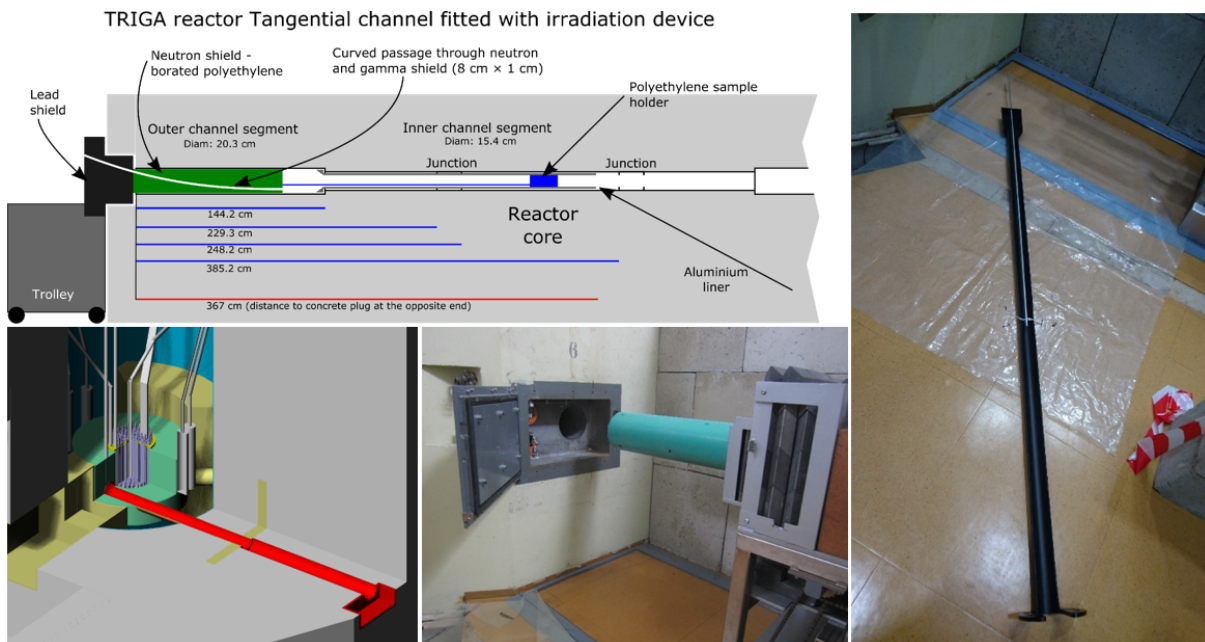 TRIGA reactor Tangential channel fitted with irradiation device
Neutron shield -
borated polyethylene
Curved passage through neutron
and gamma shield (8 cm × 1 cm)
Polyethylene sample
holder
Lead
shield
Outer channel segment
Diam: 20.3 cm
Inner channel segment
Diam: 15.4 cm
Junction
Junction
144.2 cm
229.3 cm
248.2 cm
385.2 cm
Reactor
core
Aluminium
liner
Trolley
367 cm (distance to concrete plug at the opposite end)
6